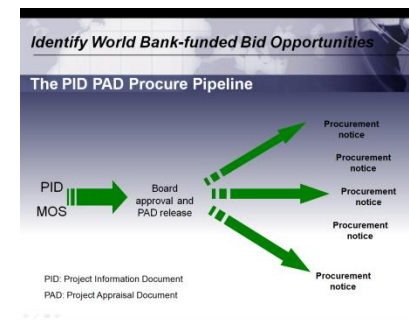 Identify World Bank-funded Bid Opportunities
The PID PAD Procure Pipeline
PID
MOS
Board
approval and
PAD release
Procurement
notice
Procurement
notice
Procurement
notice
Procurement
notice
Procurement
notice
PID: Project Information Document
PAD: Project Appraisal Document